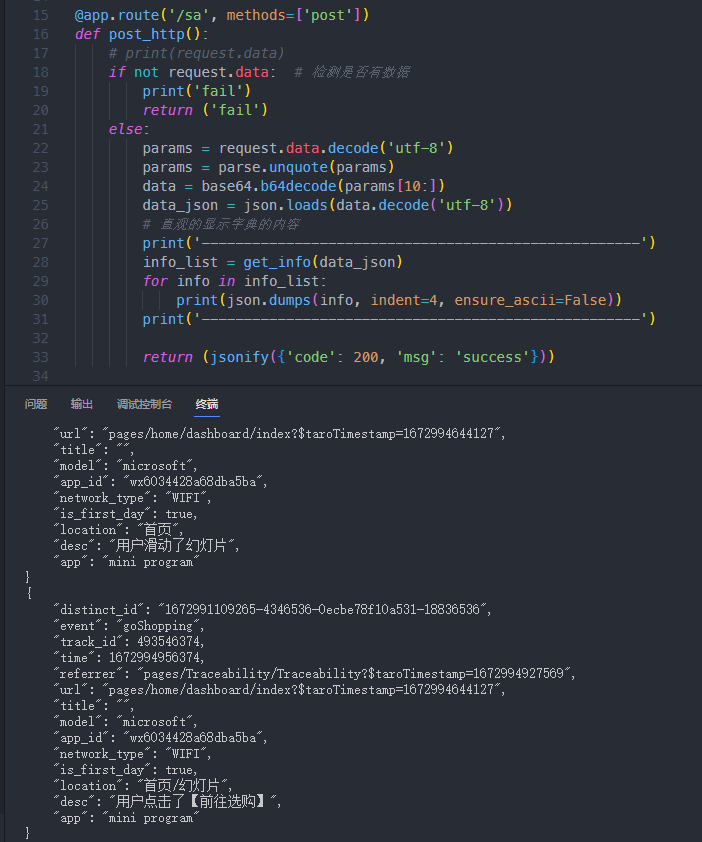 15 @app.route('/sa', methods=['post'])
16 def post_http():
17 # print(request.data)
18 if not request.data: # 检测是否有数据
19 print('fail')
20 return ('fail')
21 else:
22 params = request.data.decode('utf-8')
23 params = parse.unquote(params)
24 data = base64.b64decode(params[10:])
25 data_json = json.loads(data.decode('utf-8'))
26 # 直观的显示字典的内容
27 print('----------------------------------------------------')
28 info_list = get_info(data_json)
29 for info in info_list:
30 print(json.dumps(info, indent=4, ensure_ascii=False))
31 print('----------------------------------------------------')
32
33 return (jsonify({'code': 200, 'msg': 'success'}))
34
问题 输出 调试控制台 终端
"url": "pages/home/dashboard/index?$taroTimestamp=1672994644127",
"title": "",
"model": "microsoft",
"app_id": "wx6034428a68dba5ba",
"network_type": "WIFI",
"is_first_day": true,
"location": "首页",
"desc": "用户滑动了幻灯片",
"app": "mini program"
}
{
"distinct_id": "1672991109265-4346536-0ecbe78f10a531-18836536",
"event": "goShopping",
"track_id": 493546374,
"time": 1672994956374,
"referrer": "pages/Traceability/Traceability?$taroTimestamp=1672994927569",
"url": "pages/home/dashboard/index?$taroTimestamp=1672994644127",
"title": "",
"model": "microsoft",
"app_id": "wx6034428a68dba5ba",
"network_type": "WIFI",
"is_first_day": true,
"location": "首页/幻灯片",
"desc": "用户点击了【前往选购】",
"app": "mini program"
}